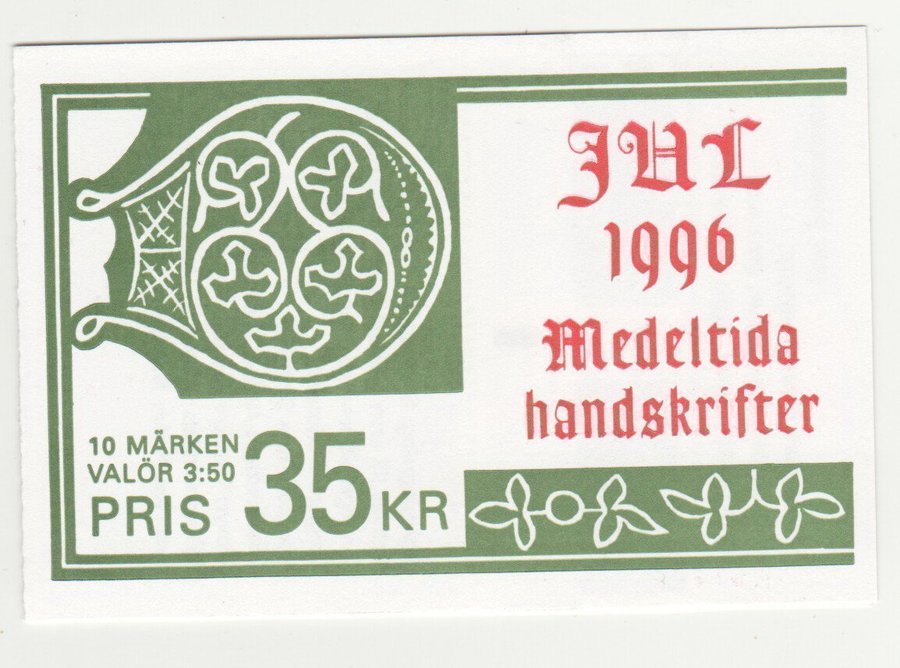 JUL
1996
Medeltida
handskrifter
10 MÄRKEN
VALÖR 3:50
PRIS 35 KR